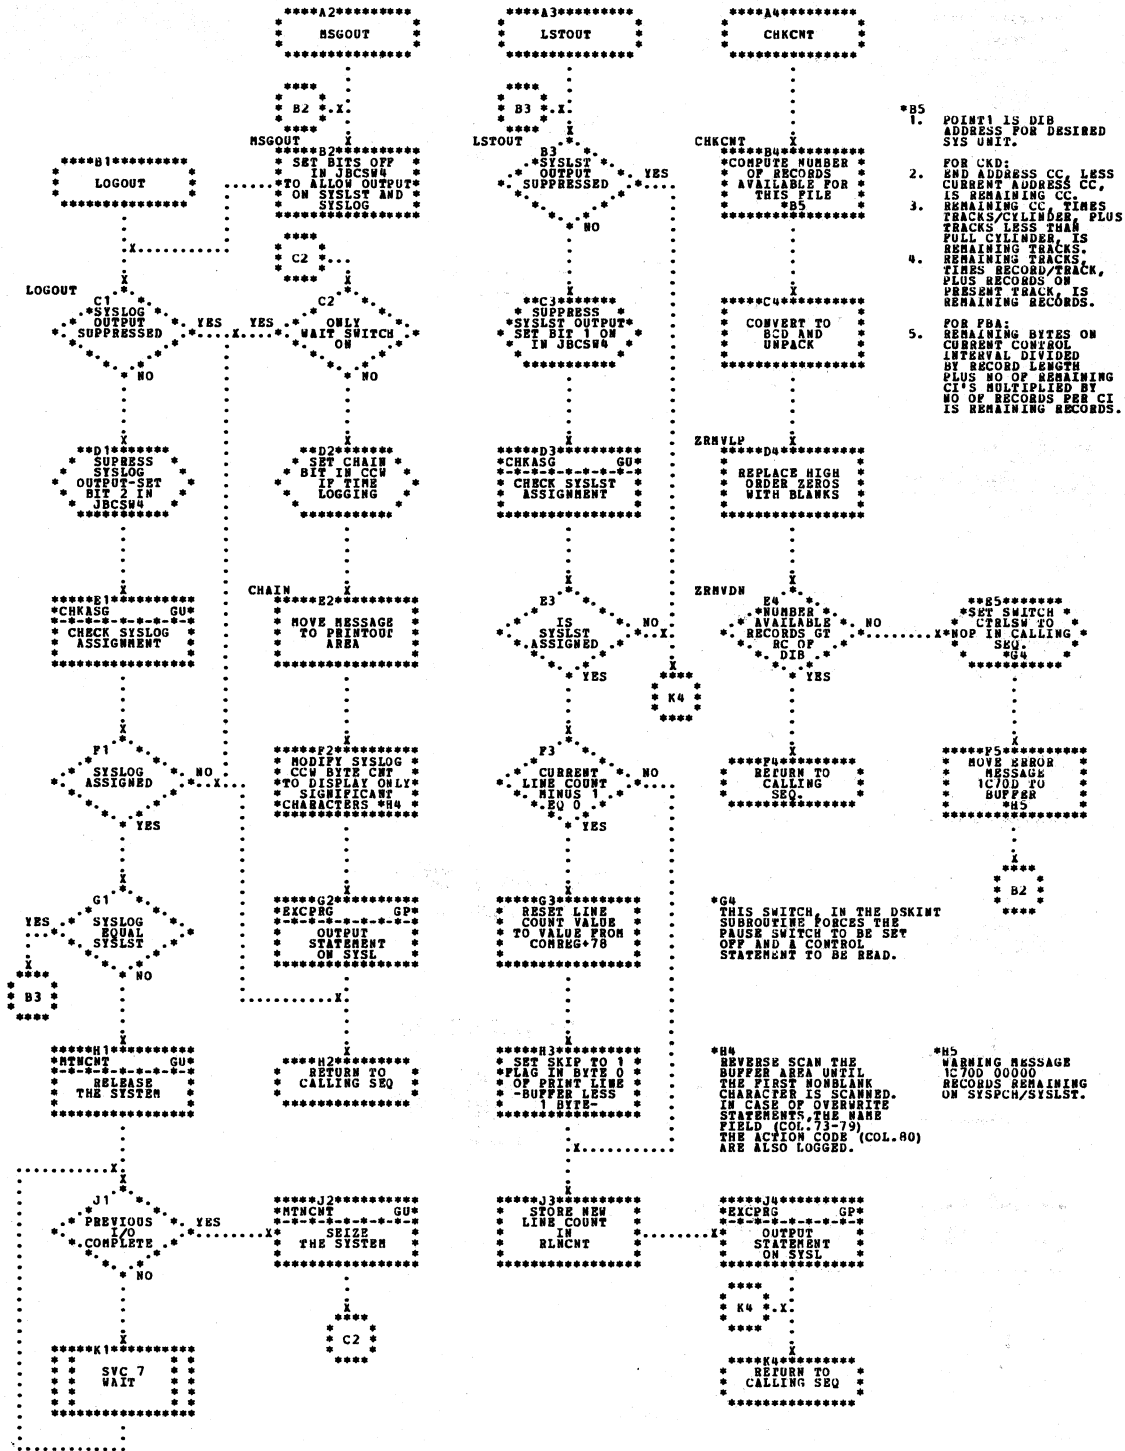 A2
MSGOUT
A3
LSTOUT
A4
CHKCNT
B2
B3
MSGOUT
B2
SET BITS OFF
IN JBCSW4
TO ALLOW OUTPUT
ON SYSLST AND
SYSLOG
LSTOUT
B3
SYSLST
OUTPUT
SUPPRESSED
YES
NO
CHKCNT
B4
COMPUTE NUMBER
OF RECORDS
AVAILABLE FOR
THIS FILE
*B5
*B5
1. POINT1 IS DIB
ADDRESS FOR DESIRED
SYS UNIT.
FOR CKD:
2. END ADDRESS CC, LESS
CURRENT ADDRESS CC,
IS REMAINING CC.
3. REMAINING CC, TIMES
TRACKS/CYLINDER, PLUS
TRACKS LESS THAN
FULL CYLINDER, IS
REMAINING TRACKS.
4. REMAINING TRACKS,
TIMES RECORD/TRACK,
PLUS RECORDS ON
PRESENT TRACK, IS
REMAINING RECORDS.
FOR FBA:
5. REMAINING BYTES ON
CURRENT CONTROL
INTERVAL DIVIDED
BY RECORD LENGTH
PLUS NO OF REMAINING
CI'S MULTIPLIED BY
NO OF RECORDS PER CI
IS REMAINING RECORDS.
B1
LOGOUT
C2
LOGOUT
C1
SYSLOG
OUTPUT
SUPPRESSED
YES
NO
YES
C2
ONLY
WAIT SWITCH
ON
NO
C3
SUPPRESS
SYSLST OUTPUT
SET BIT 1 ON
IN JBCSW4
C4
CONVERT TO
BCD AND
UNPACK
D1
SUPRESS
SYSLOG
OUTPUT-SET
BIT 2 IN
JBCSW4
D2
SET CHAIN
BIT IN CCW
IF TIME
LOGGING
D3
CHKASG GU
CHECK SYSLST
ASSIGNMENT
ZRMVLP
D4
REPLACE HIGH
ORDER ZEROS
WITH BLANKS
E1
CHKASG GU
CHECK SYSLOG
ASSIGNMENT
CHAIN
E2
MOVE MESSAGE
TO PRINTOUT
AREA
E3
IS
SYSLST
ASSIGNED
NO
YES
K4
ZRMVDN
E4
NUMBER
AVAILABLE
RECORDS GT
RC OF
DIB
NO
YES
E5
SET SWITCH
CTRLSW TO
NOP IN CALLING
SEQ.
*G4
F1
SYSLOG
ASSIGNED
NO
YES
F2
MODIFY SYSLOG
CCW BYTE CNT
TO DISPLAY ONLY
SIGNIFICANT
CHARACTERS *H4
F3
CURRENT
LINE COUNT
MINUS 1
EQ 0
NO
YES
F4
RETURN TO
CALLING
SEQ.
F5
MOVE ERROR
MESSAGE
1C70D TO
BUFFER
*H5
B2
G1
SYSLOG
EQUAL
SYSLST
YES
NO
B3
G2
EXCPRG GP
OUTPUT
STATEMENT
ON SYSL
G3
RESET LINE
COUNT VALUE
TO VALUE FROM
COMREG+78
*G4
THIS SWITCH, IN THE DSKINT
SUBROUTINE FORCES THE
PAUSE SWITCH TO BE SET
OFF AND A CONTROL
STATEMENT TO BE READ.
H1
MTNCNT GU
RELEASE
THE SYSTEM
H2
RETURN TO
CALLING SEQ
H3
SET SKIP TO 1
FLAG IN BYTE 0
OF PRINT LINE
-BUFFER LESS
1 BYTE-
*H4
REVERSE SCAN THE
BUFFER AREA UNTIL
THE FIRST NONBLANK
CHARACTER IS SCANNED.
IN CASE OF OVERWRITE
STATEMENTS,THE NAME
FIELD (COL.73-79)
THE ACTION CODE (COL.80)
ARE ALSO LOGGED.
*H5
WARNING MESSAGE
1C70D 00000
RECORDS REMAINING
ON SYSPCH/SYSLST.
J1
PREVIOUS
I/O
COMPLETE
YES
NO
J2
MTNCNT GU
SEIZE
THE SYSTEM
C2
J3
STORE NEW
LINE COUNT
IN
RLNCNT
J4
EXCPRG GP
OUTPUT
STATEMENT
ON SYSL
K4
K1
SVC 7
WAIT
K4
RETURN TO
CALLING SEQ